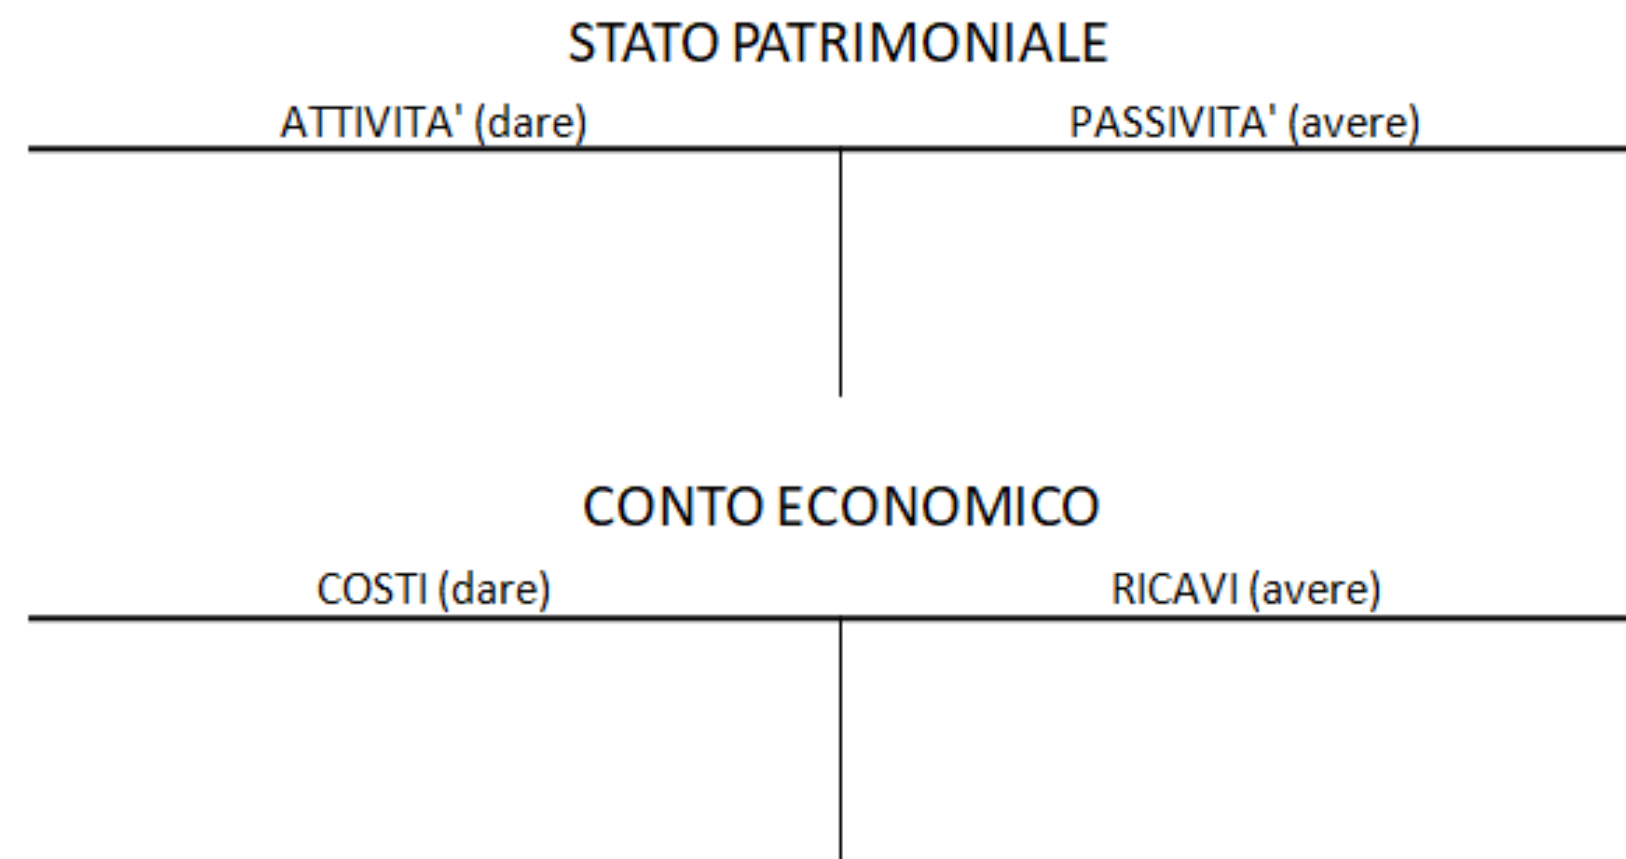 STATO PATRIMONIALE
ATTIVITA' (dare) PASSIVITA' (avere)
CONTO ECONOMICO
COSTI (dare) RICAVI (avere)